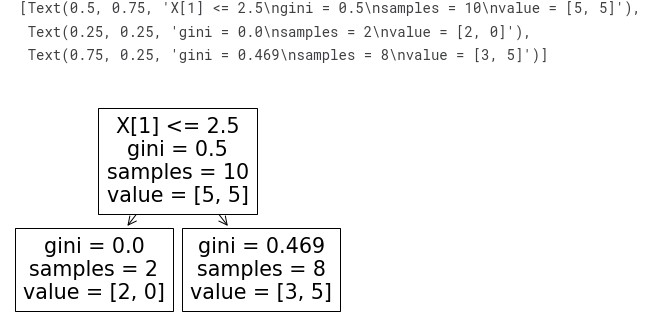 [Text(0.5, 0.75, 'X[1] <= 2.5\ngini = 0.5\nsamples = 10\nvalue = [5, 5]'),
Text(0.25, 0.25, 'gini = 0.0\nsamples = 2\nvalue = [2, 0]'),
Text(0.75, 0.25, 'gini = 0.469\nsamples = 8\nvalue = [3, 5]')]
X[1] <= 2.5
gini = 0.5
samples = 10
value = [5, 5]
gini = 0.0
samples = 2
value = [2, 0]
gini = 0.469
samples = 8
value = [3, 5]